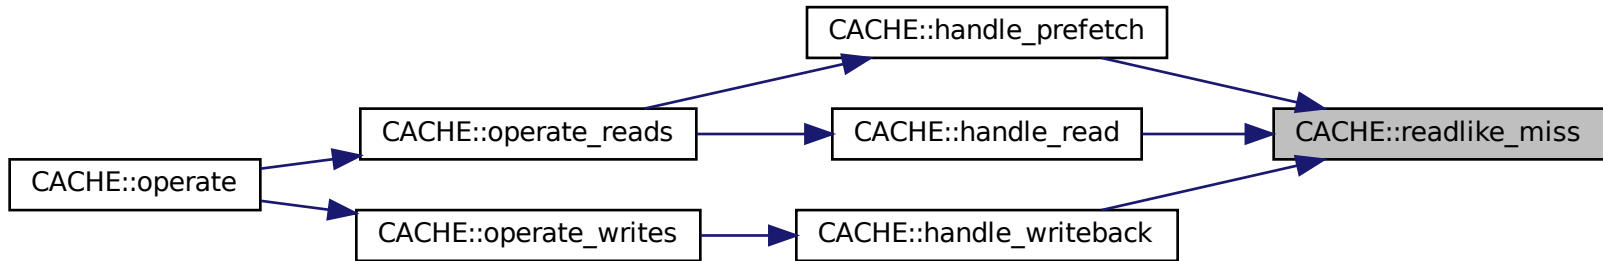 CACHE::handle_prefetch
CACHE::operate_reads
CACHE::handle_read
CACHE::readlike_miss
CACHE::operate
CACHE::operate_writes
CACHE::handle_writeback